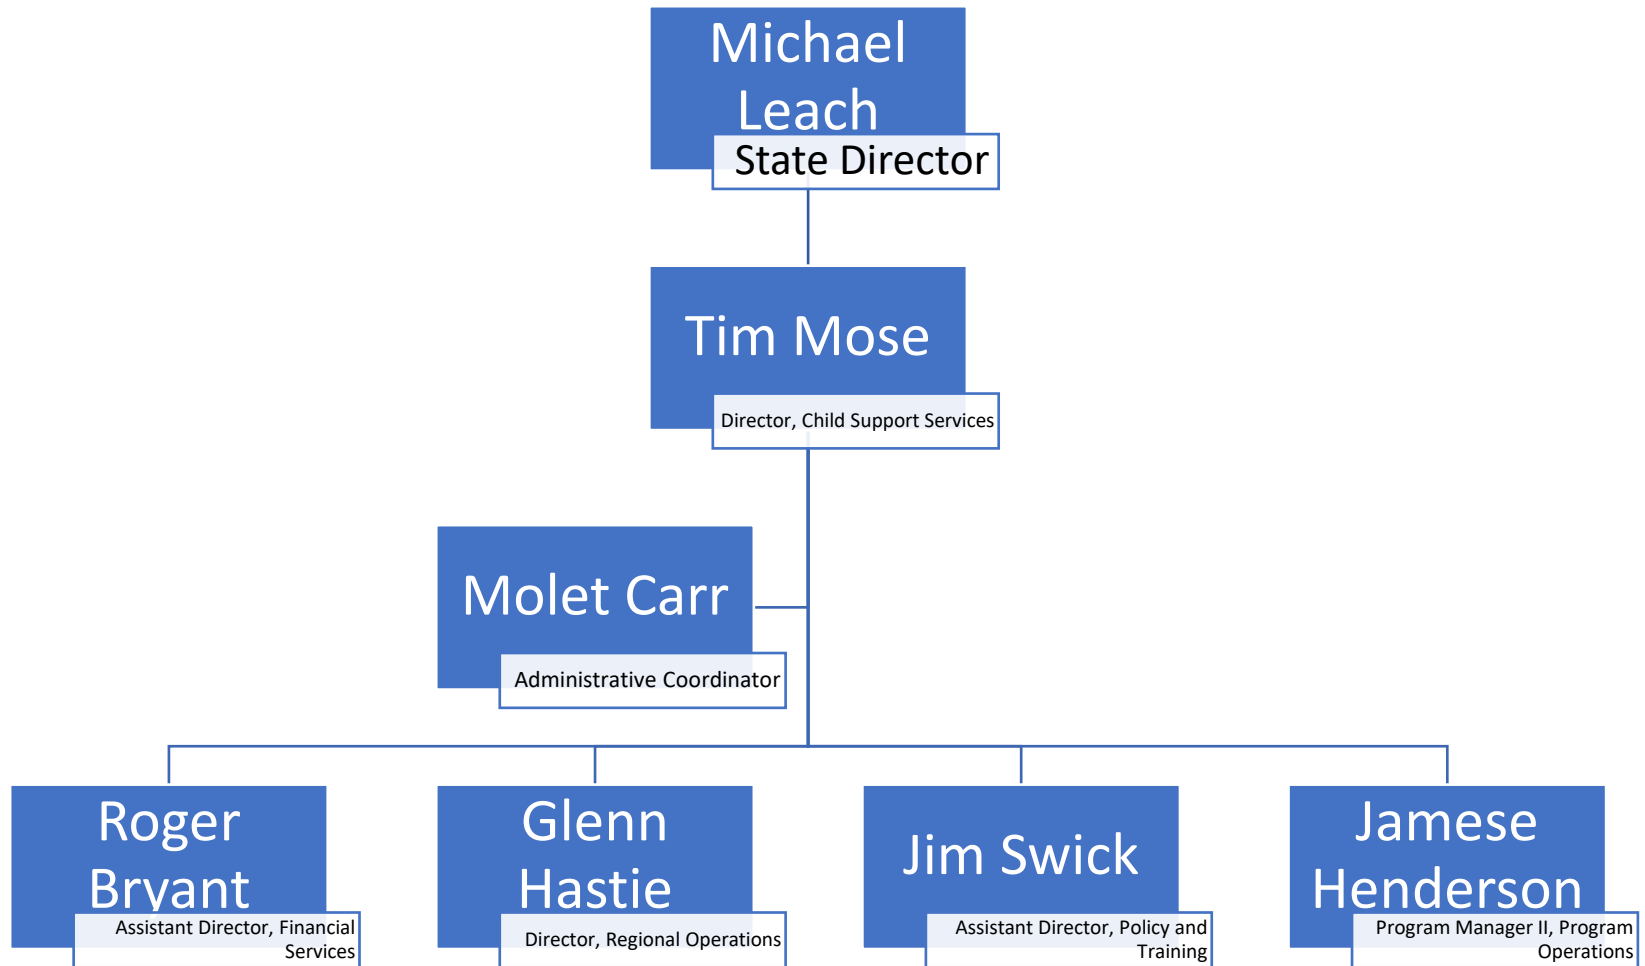 Michael
Leach
State Director
Tim Mose
Director, Child Support Services
Molet Carr
Administrative Coordinator
Roger
Bryant
Assistant Director, Financial
Services
Glenn
Hastie
Director, Regional Operations
Jim Swick
Assistant Director, Policy and
Training
Jamese
Henderson
Program Manager II, Program
Operations